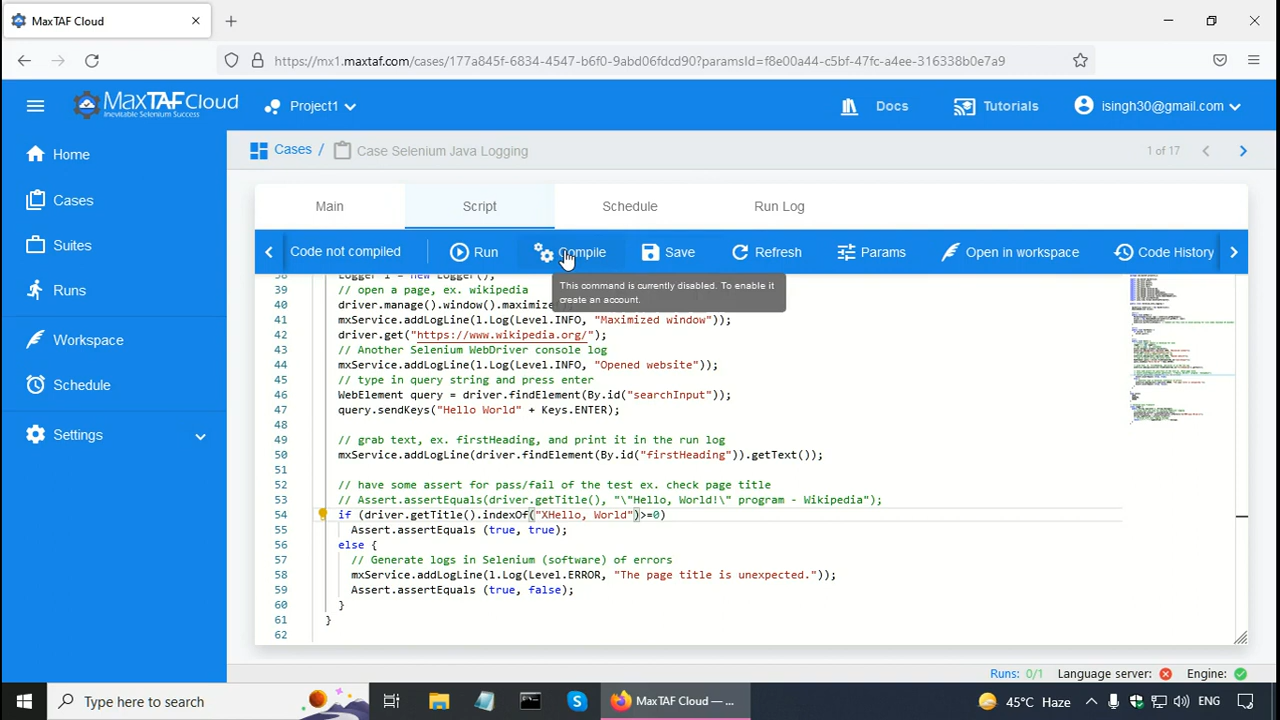 MaxTAF Cloud
https://mx1.maxtaf.com/cases/177a845f-6834-4547-b6f0-9abd06fdcd90?paramsId=f8e00a44-c5bf-47fc-a4ee-316338b0e7a9
MaxTAF Cloud
Inevitable Selenium Success
Project1
Docs
Tutorials
isingh30@gmail.com
Home
Cases
Suites
Runs
Workspace
Schedule
Settings
Cases / Case Selenium Java Logging
1 of 17
Main Script Schedule Run Log
Code not compiled Run Compile Save Refresh Params Open in workspace Code History
This command is currently disabled. To enable it
create an account.
38 Logger l = new Logger();
39 // open a page, ex. wikipedia
40 driver.manage().window().maximize
41 mxService.addLogLine(l.Log(Level.INFO, "Maximized window"));
42 driver.get("https://www.wikipedia.org/");
43 // Another Selenium WebDriver console log
44 mxService.addLogLine(l.Log(Level.INFO, "Opened website"));
45 // type in query string and press enter
46 WebElement query = driver.findElement(By.id("searchInput"));
47 query.sendKeys("Hello World" + Keys.ENTER);
48
49 // grab text, ex. firstHeading, and print it in the run log
50 mxService.addLogLine(driver.findElement(By.id("firstHeading")).getText());
51
52 // have some assert for pass/fail of the test ex. check page title
53 // Assert.assertEquals(driver.getTitle(), "\"Hello, World!\" program - Wikipedia");
54 if (driver.getTitle().indexOf("XHello, World")>=0)
55 Assert.assertEquals (true, true);
56 else {
57 // Generate logs in Selenium (software) of errors
58 mxService.addLogLine(l.Log(Level.ERROR, "The page title is unexpected."));
59 Assert.assertEquals (true, false);
60 }
61 }
62
Runs: 0/1 Language server: Engine:
Type here to search
MaxTAF Cloud — ...
45°C Haze
ENG